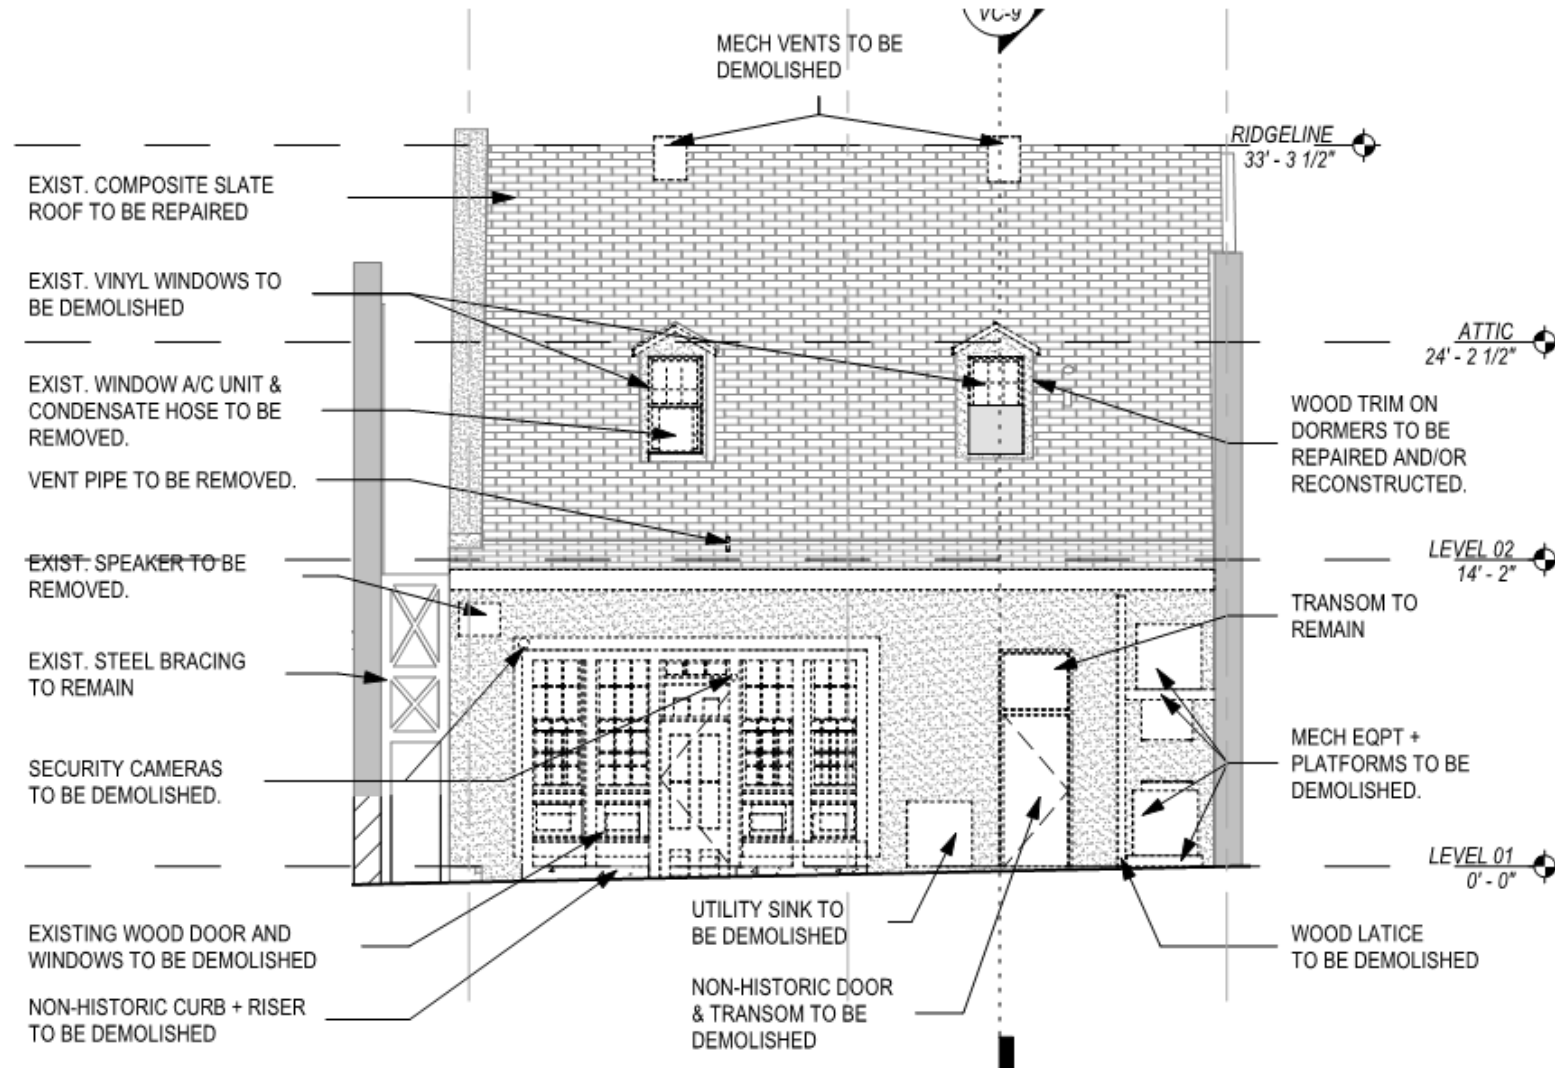 VC-9
MECH VENTS TO BE
DEMOLISHED
RIDGELINE
33' - 3 1/2"
EXIST. COMPOSITE SLATE
ROOF TO BE REPAIRED
EXIST. VINYL WINDOWS TO
BE DEMOLISHED
ATTIC
24' - 2 1/2"
EXIST. WINDOW A/C UNIT &
CONDENSATE HOSE TO BE
REMOVED.
WOOD TRIM ON
DORMERS TO BE
REPAIRED AND/OR
RECONSTRUCTED.
VENT PIPE TO BE REMOVED.
LEVEL 02
14' - 2"
EXIST. SPEAKER TO BE
REMOVED.
TRANSOM TO
REMAIN
EXIST. STEEL BRACING
TO REMAIN
MECH EQPT +
PLATFORMS TO BE
DEMOLISHED.
SECURITY CAMERAS
TO BE DEMOLISHED.
LEVEL 01
0' - 0"
EXISTING WOOD DOOR AND
WINDOWS TO BE DEMOLISHED
UTILITY SINK TO
BE DEMOLISHED
WOOD LATICE
TO BE DEMOLISHED
NON-HISTORIC CURB + RISER
TO BE DEMOLISHED
NON-HISTORIC DOOR
& TRANSOM TO BE
DEMOLISHED